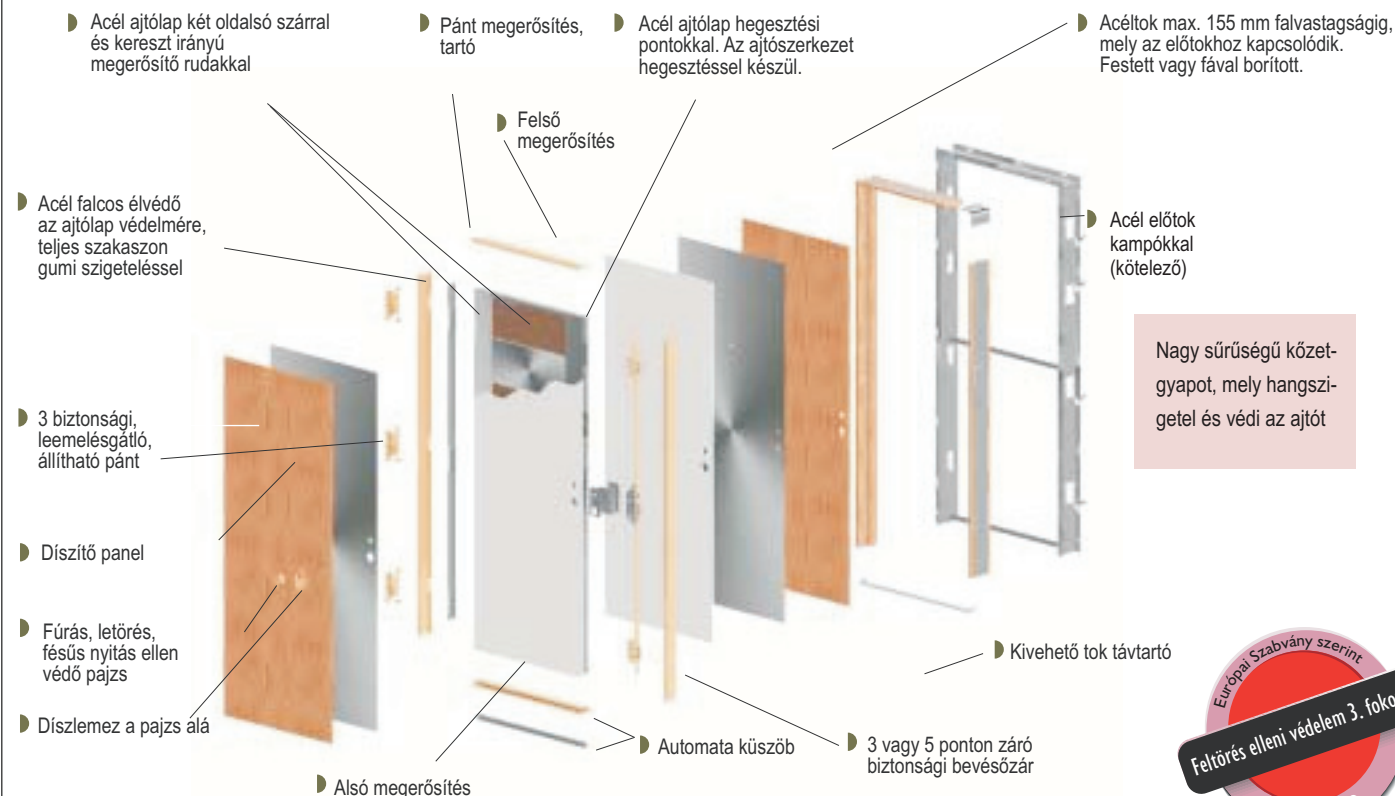 Acél ajtólap két oldalsó szárral
és kereszt irányú
megerősítő rudakkal
Pánt megerősítés,
tartó
Acél ajtólap hegesztési
pontokkal. Az ajtószerkezet
hegesztéssel készül.
Acéltok max. 155 mm falvastagságig,
mely az előtokhoz kapcsolódik.
Festett vagy fával borított.
Felső
megerősítés
Acél falcos élvédő
az ajtólap védelmére,
teljes szakaszon
gumi szigeteléssel
Acél előtok
kampókkal
(kötelező)
Nagy sűrűségű kőzet-
gyapot, mely hangszi-
getel és védi az ajtót
3 biztonsági,
leemelésgátló,
állítható pánt
Díszítő panel
Fúrás, letörés,
fésűs nyitás ellen
védő pajzs
Díszlemez a pajzs alá
Alsó megerősítés
Automata küszöb
3 vagy 5 ponton záró
biztonsági bevésőzár
Kivehető tok távtartó
Európai Szabvány szerint
Feltörés elleni védelem 3.